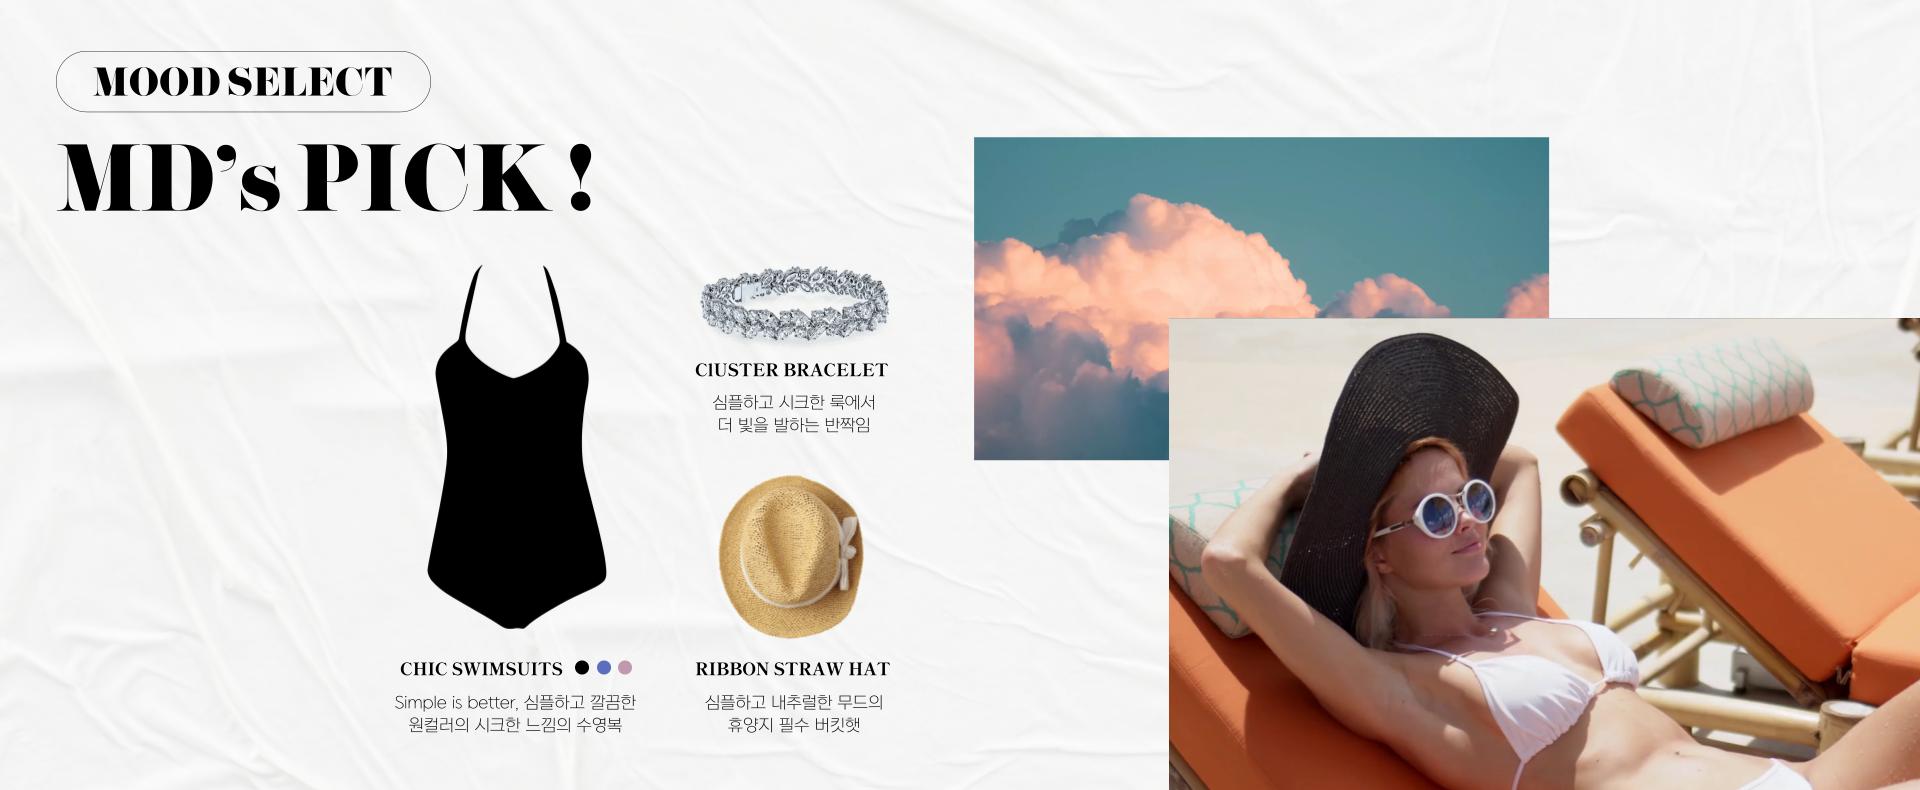 MOOD SELECT
MD's PICK !
ClUSTER BRACELET
심플하고 시크한 룩에서
더 빛을 발하는 반짝임
CHIC SWIMSUITS
Simple is better, 심플하고 깔끔한
원컬러의 시크한 느낌의 수영복
RIBBON STRAW HAT
심플하고 내추럴한 무드의
휴양지 필수 버킷햇